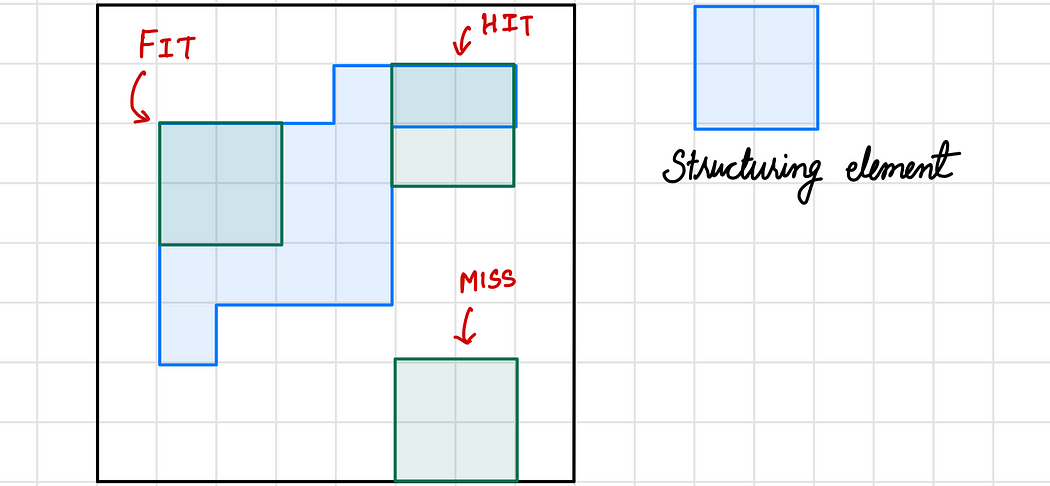 FIT
HIT
Structuring element
MISS